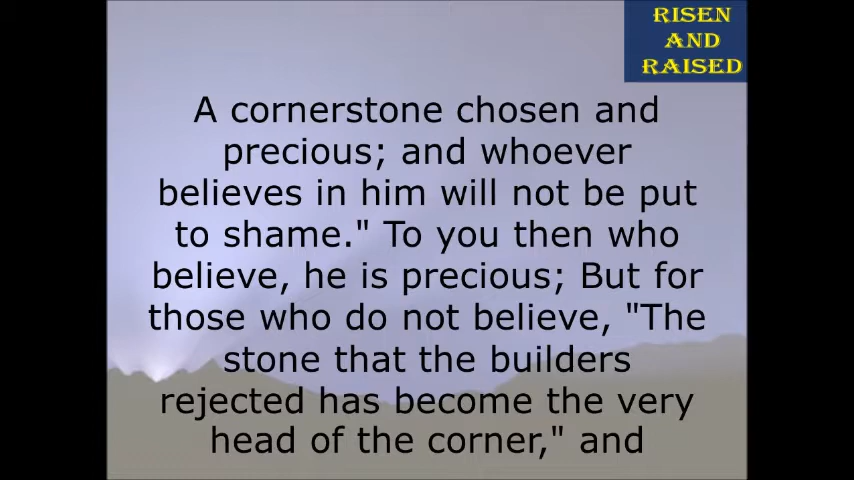 RISEN
AND
RAISED
A cornerstone chosen and
precious; and whoever
believes in him will not be put
to shame." To you then who
believe, he is precious; But for
those who do not believe, "The
stone that the builders
rejected has become the very
head of the corner," and